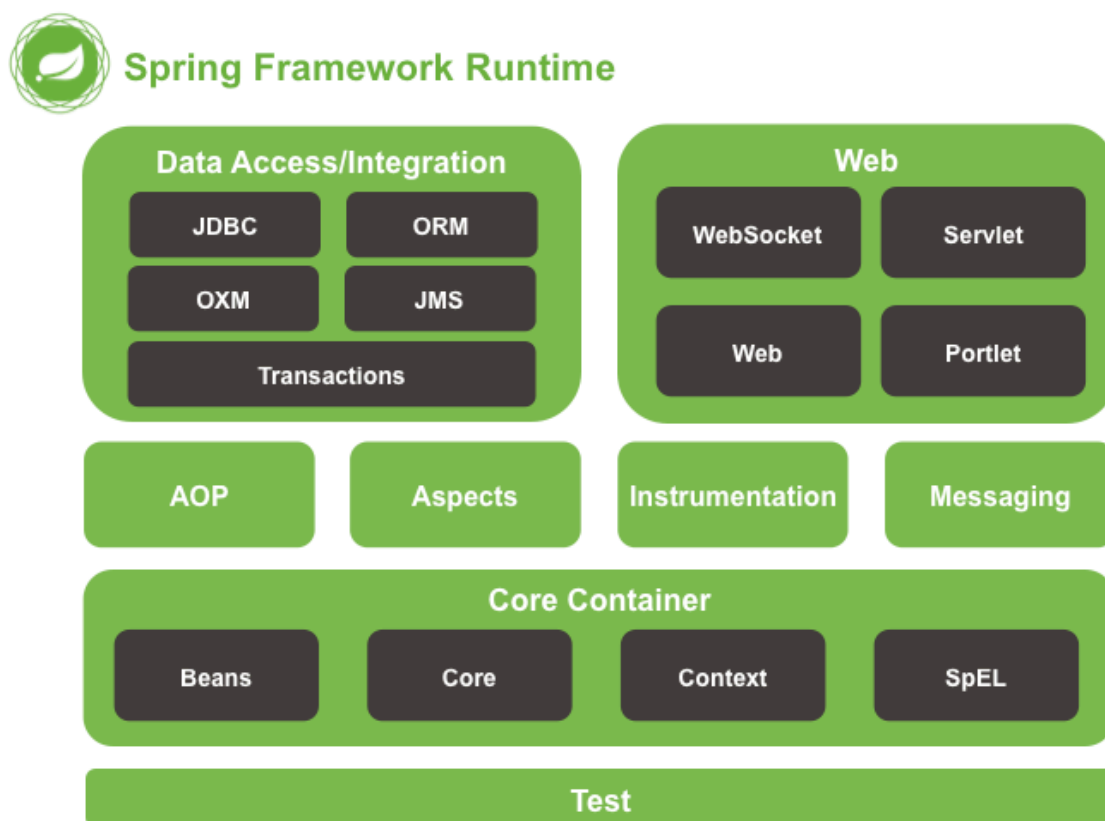 Spring Framework Runtime
Data Access/Integration
JDBC
ORM
OXM
JMS
Transactions
Web
WebSocket
Servlet
Web
Portlet
AOP
Aspects
Instrumentation
Messaging
Core Container
Beans
Core
Context
SpEL
Test